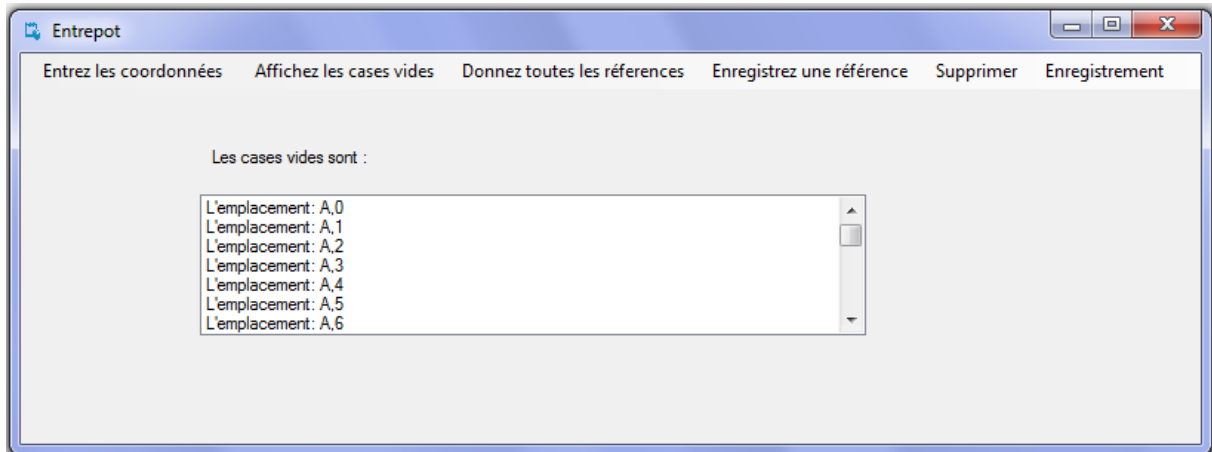 Entrepot
Entrez les coordonnées Affichez les cases vides Donnez toutes les réferences Enregistrez une référence Supprimer Enregistrement
Les cases vides sont :
L'emplacement: A,0
L'emplacement: A,1
L'emplacement: A,2
L'emplacement: A,3
L'emplacement: A,4
L'emplacement: A,5
L'emplacement: A,6